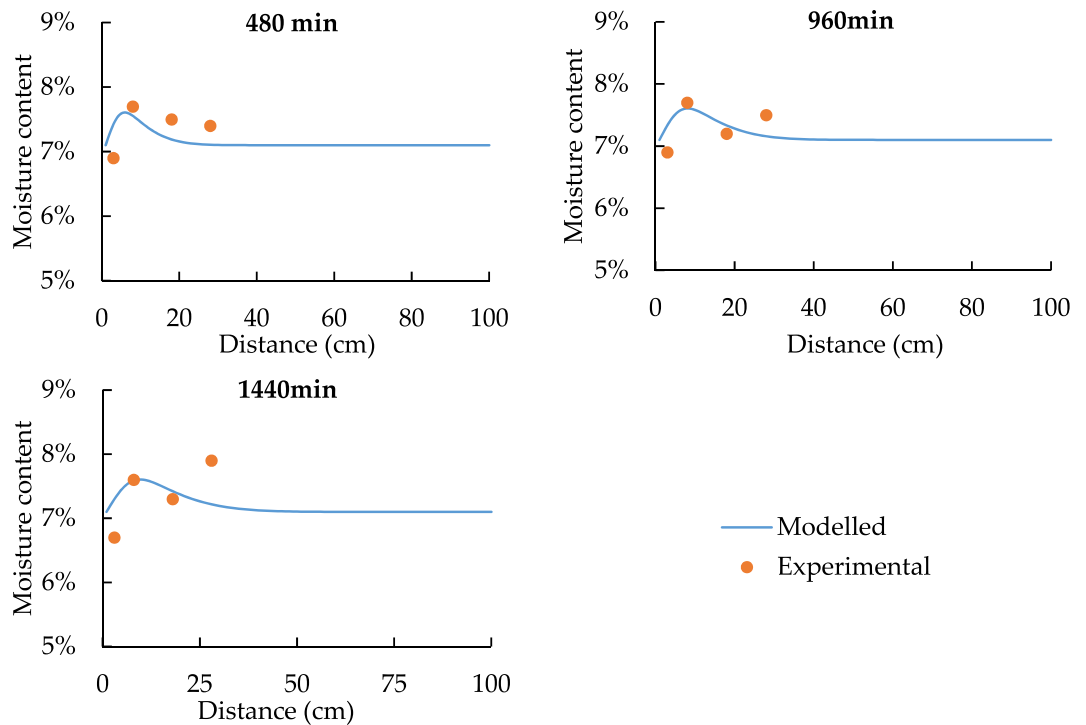 480 min
9%
8%
7%
6%
5%
Moisture content
0 20 40 60 80 100
Distance (cm)
960min
9%
8%
7%
6%
5%
Moisture content
0 20 40 60 80 100
Distance (cm)
1440min
9%
8%
7%
6%
5%
Moisture content
0 25 50 75 100
Distance (cm)
Modelled
Experimental